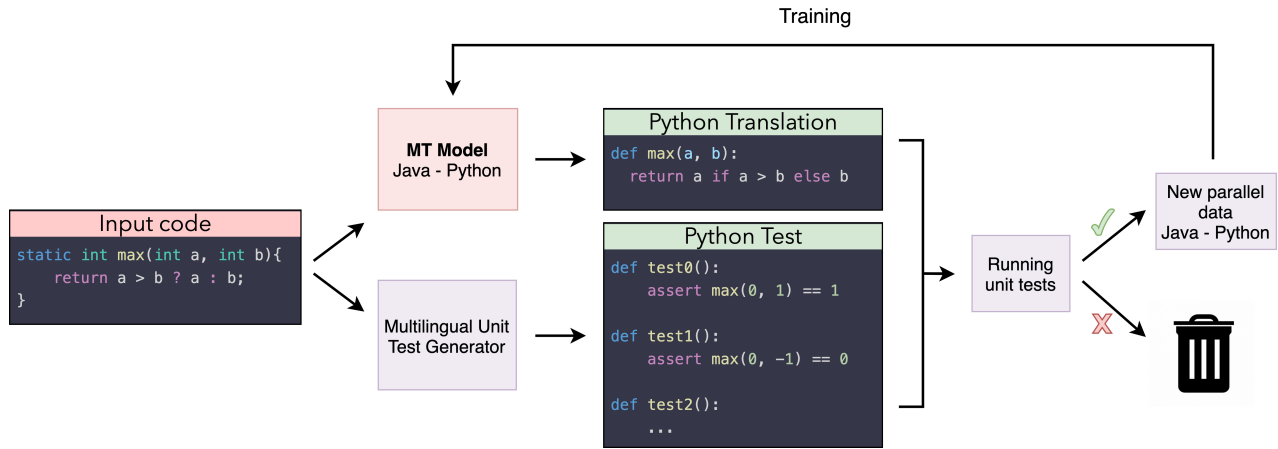 Training
Input code
static int max(int a, int b){
    return a > b ? a : b;
}
MT Model
Java - Python
Multilingual Unit
Test Generator
Python Translation
def max(a, b):
  return a if a > b else b
Python Test
def test0():
    assert max(0, 1) == 1
def test1():
    assert max(0, −1) == 0
def test2():
    ...
Running
unit tests
New parallel
data
Java - Python